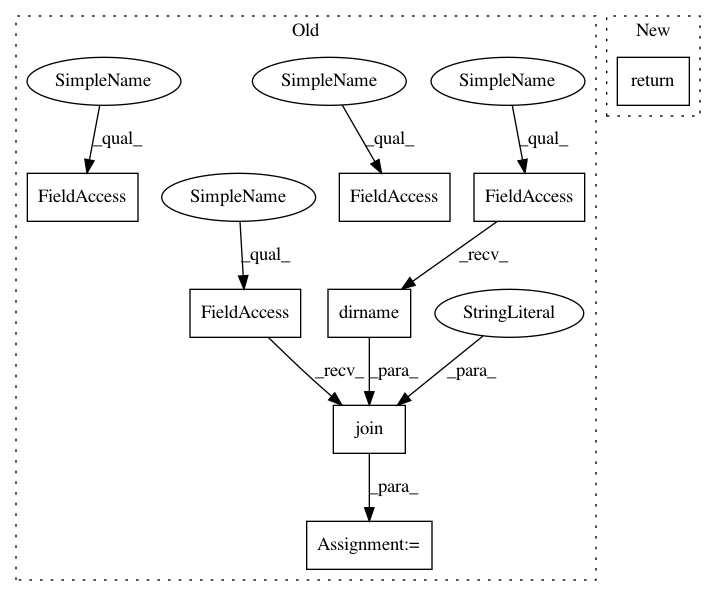 Old
New
SimpleName
SimpleName
SimpleName
return
_qual_
_qual_
_qual_
FieldAccess
SimpleName
FieldAccess
FieldAccess
_qual_
_recv_
FieldAccess
dirname
StringLiteral
_recv_
_para_
_para_
join
_para_
Assignment:=